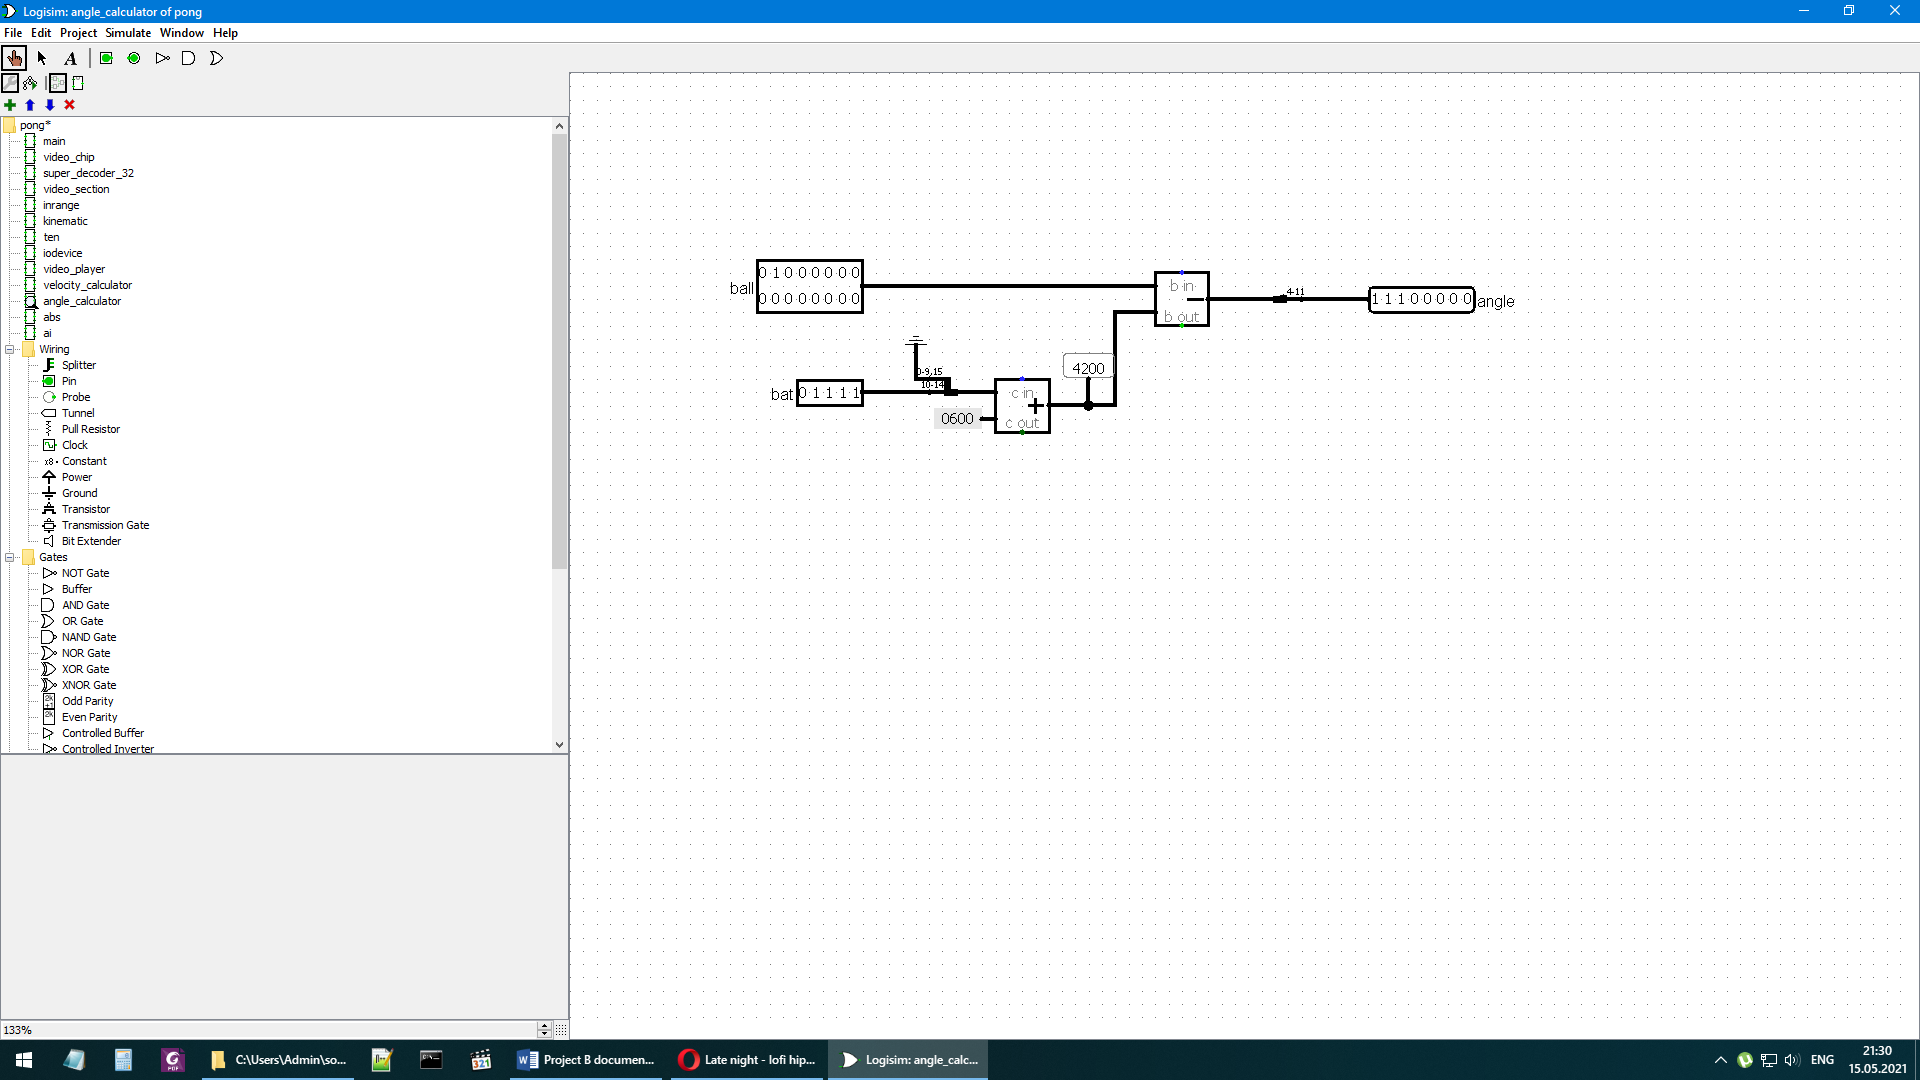 Logisim: angle_calculator of pong
File Edit Project Simulate Window Help
A
pong*
main
video_chip
super_decoder_32
video_section
inrange
kinematic
ten
iodevice
video_player
velocity_calculator
angle_calculator
abs
ai
Wiring
Splitter
Pin
Probe
Tunnel
Pull Resistor
Clock
x8 Constant
Power
Ground
Transistor
Transmission Gate
Bit Extender
Gates
NOT Gate
Buffer
AND Gate
OR Gate
NAND Gate
NOR Gate
XOR Gate
XNOR Gate
2k+1 Odd Parity
2k Even Parity
Controlled Buffer
Controlled Inverter
133%
0 1 0 0 0 0 0 0
ball
0 0 0 0 0 0 0 0
b in
b out
4-11
1 1 1 0 0 0 0 0 angle
0-9,15
10-14
bat 0 1 1 1 1
0600
c in
+
c out
4200
C:\Users\Admin\so...
321
Project B documen...
Late night - lofi hip...
Logisim: angle_calc...
ENG
21:30
15.05.2021
PDF